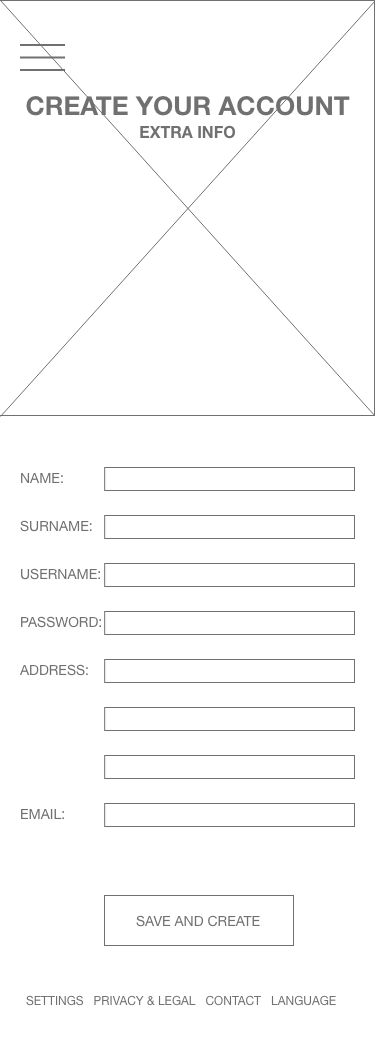 CREATE YOUR ACCOUNT
EXTRA INFO
NAME:
SURNAME:
USERNAME:
PASSWORD:
ADDRESS:
EMAIL:
SAVE AND CREATE
SETTINGS PRIVACY & LEGAL CONTACT LANGUAGE